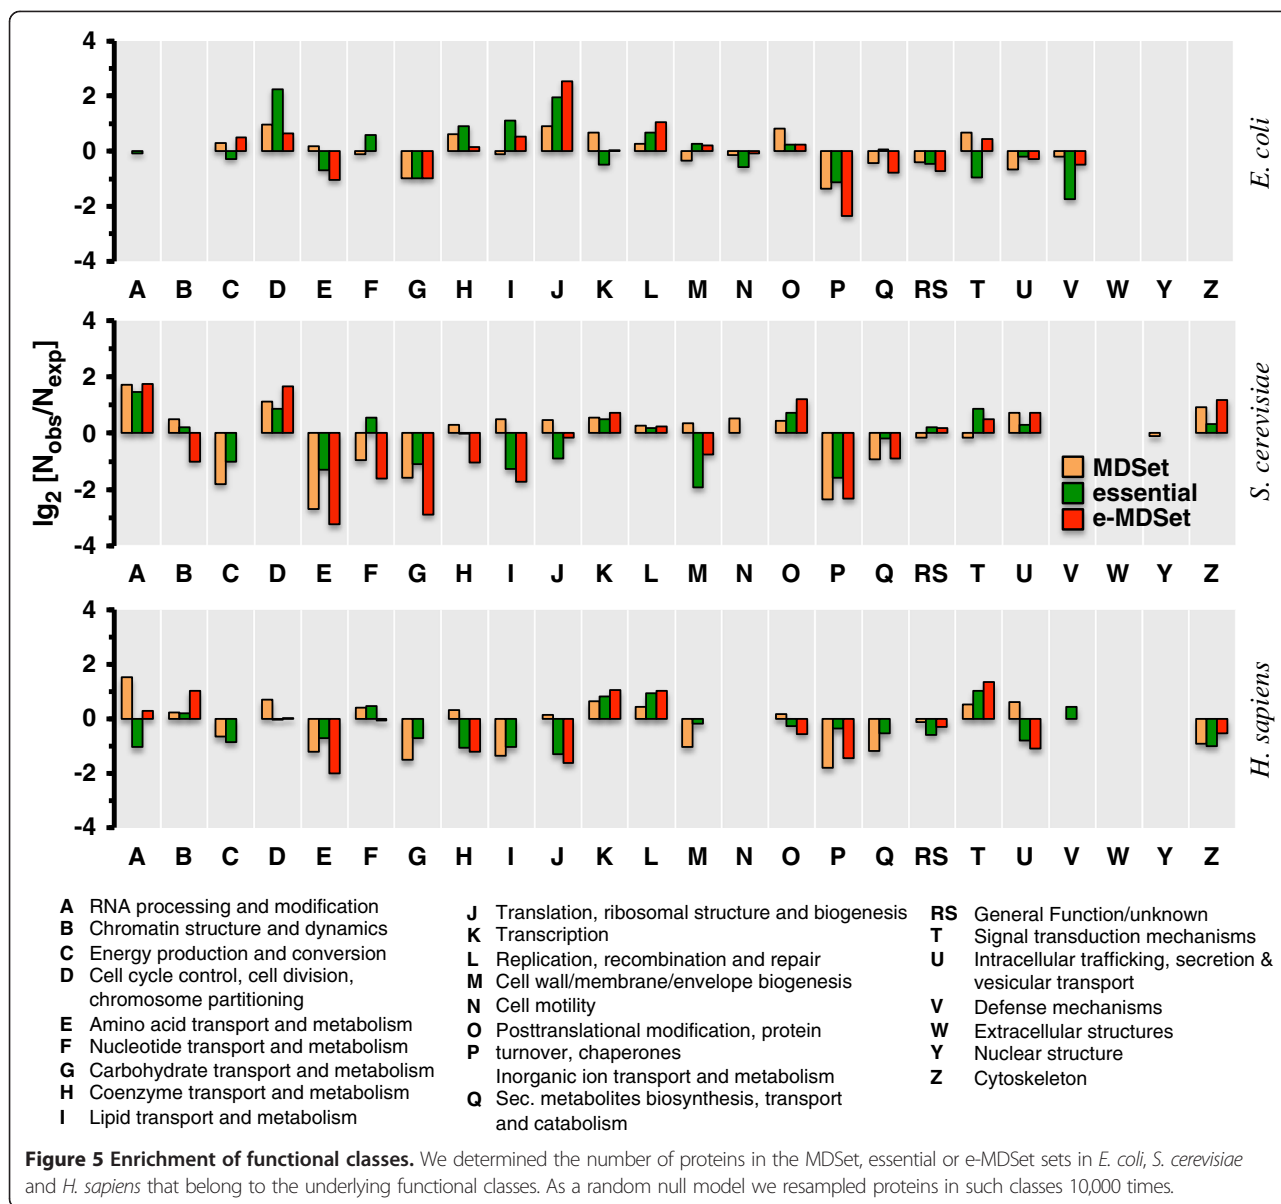 4
2
0
-2
-4
E. coli
A B C D E F G H I J K L M N O P Q RS T U V W Y Z
lg2 [Nobs/Nexp]
4
2
0
-2
-4
MDSet
essential
e-MDSet
S. cerevisiae
A B C D E F G H I J K L M N O P Q RS T U V W Y Z
4
2
0
-2
-4
H. sapiens
A B C D E F G H I J K L M N O P Q RS T U V W Y Z
A RNA processing and modification
B Chromatin structure and dynamics
C Energy production and conversion
D Cell cycle control, cell division,
chromosome partitioning
E Amino acid transport and metabolism
F Nucleotide transport and metabolism
G Carbohydrate transport and metabolism
H Coenzyme transport and metabolism
I Lipid transport and metabolism
J Translation, ribosomal structure and biogenesis
K Transcription
L Replication, recombination and repair
M Cell wall/membrane/envelope biogenesis
N Cell motility
O Posttranslational modification, protein
P turnover, chaperones
Inorganic ion transport and metabolism
Q Sec. metabolites biosynthesis, transport
and catabolism
RS General Function/unknown
T Signal transduction mechanisms
U Intracellular trafficking, secretion &
vesicular transport
V Defense mechanisms
W Extracellular structures
Y Nuclear structure
Z Cytoskeleton
Figure 5 Enrichment of functional classes. We determined the number of proteins in the MDSet, essential or e-MDSet sets in E. coli, S. cerevisiae
and H. sapiens that belong to the underlying functional classes. As a random null model we resampled proteins in such classes 10,000 times.